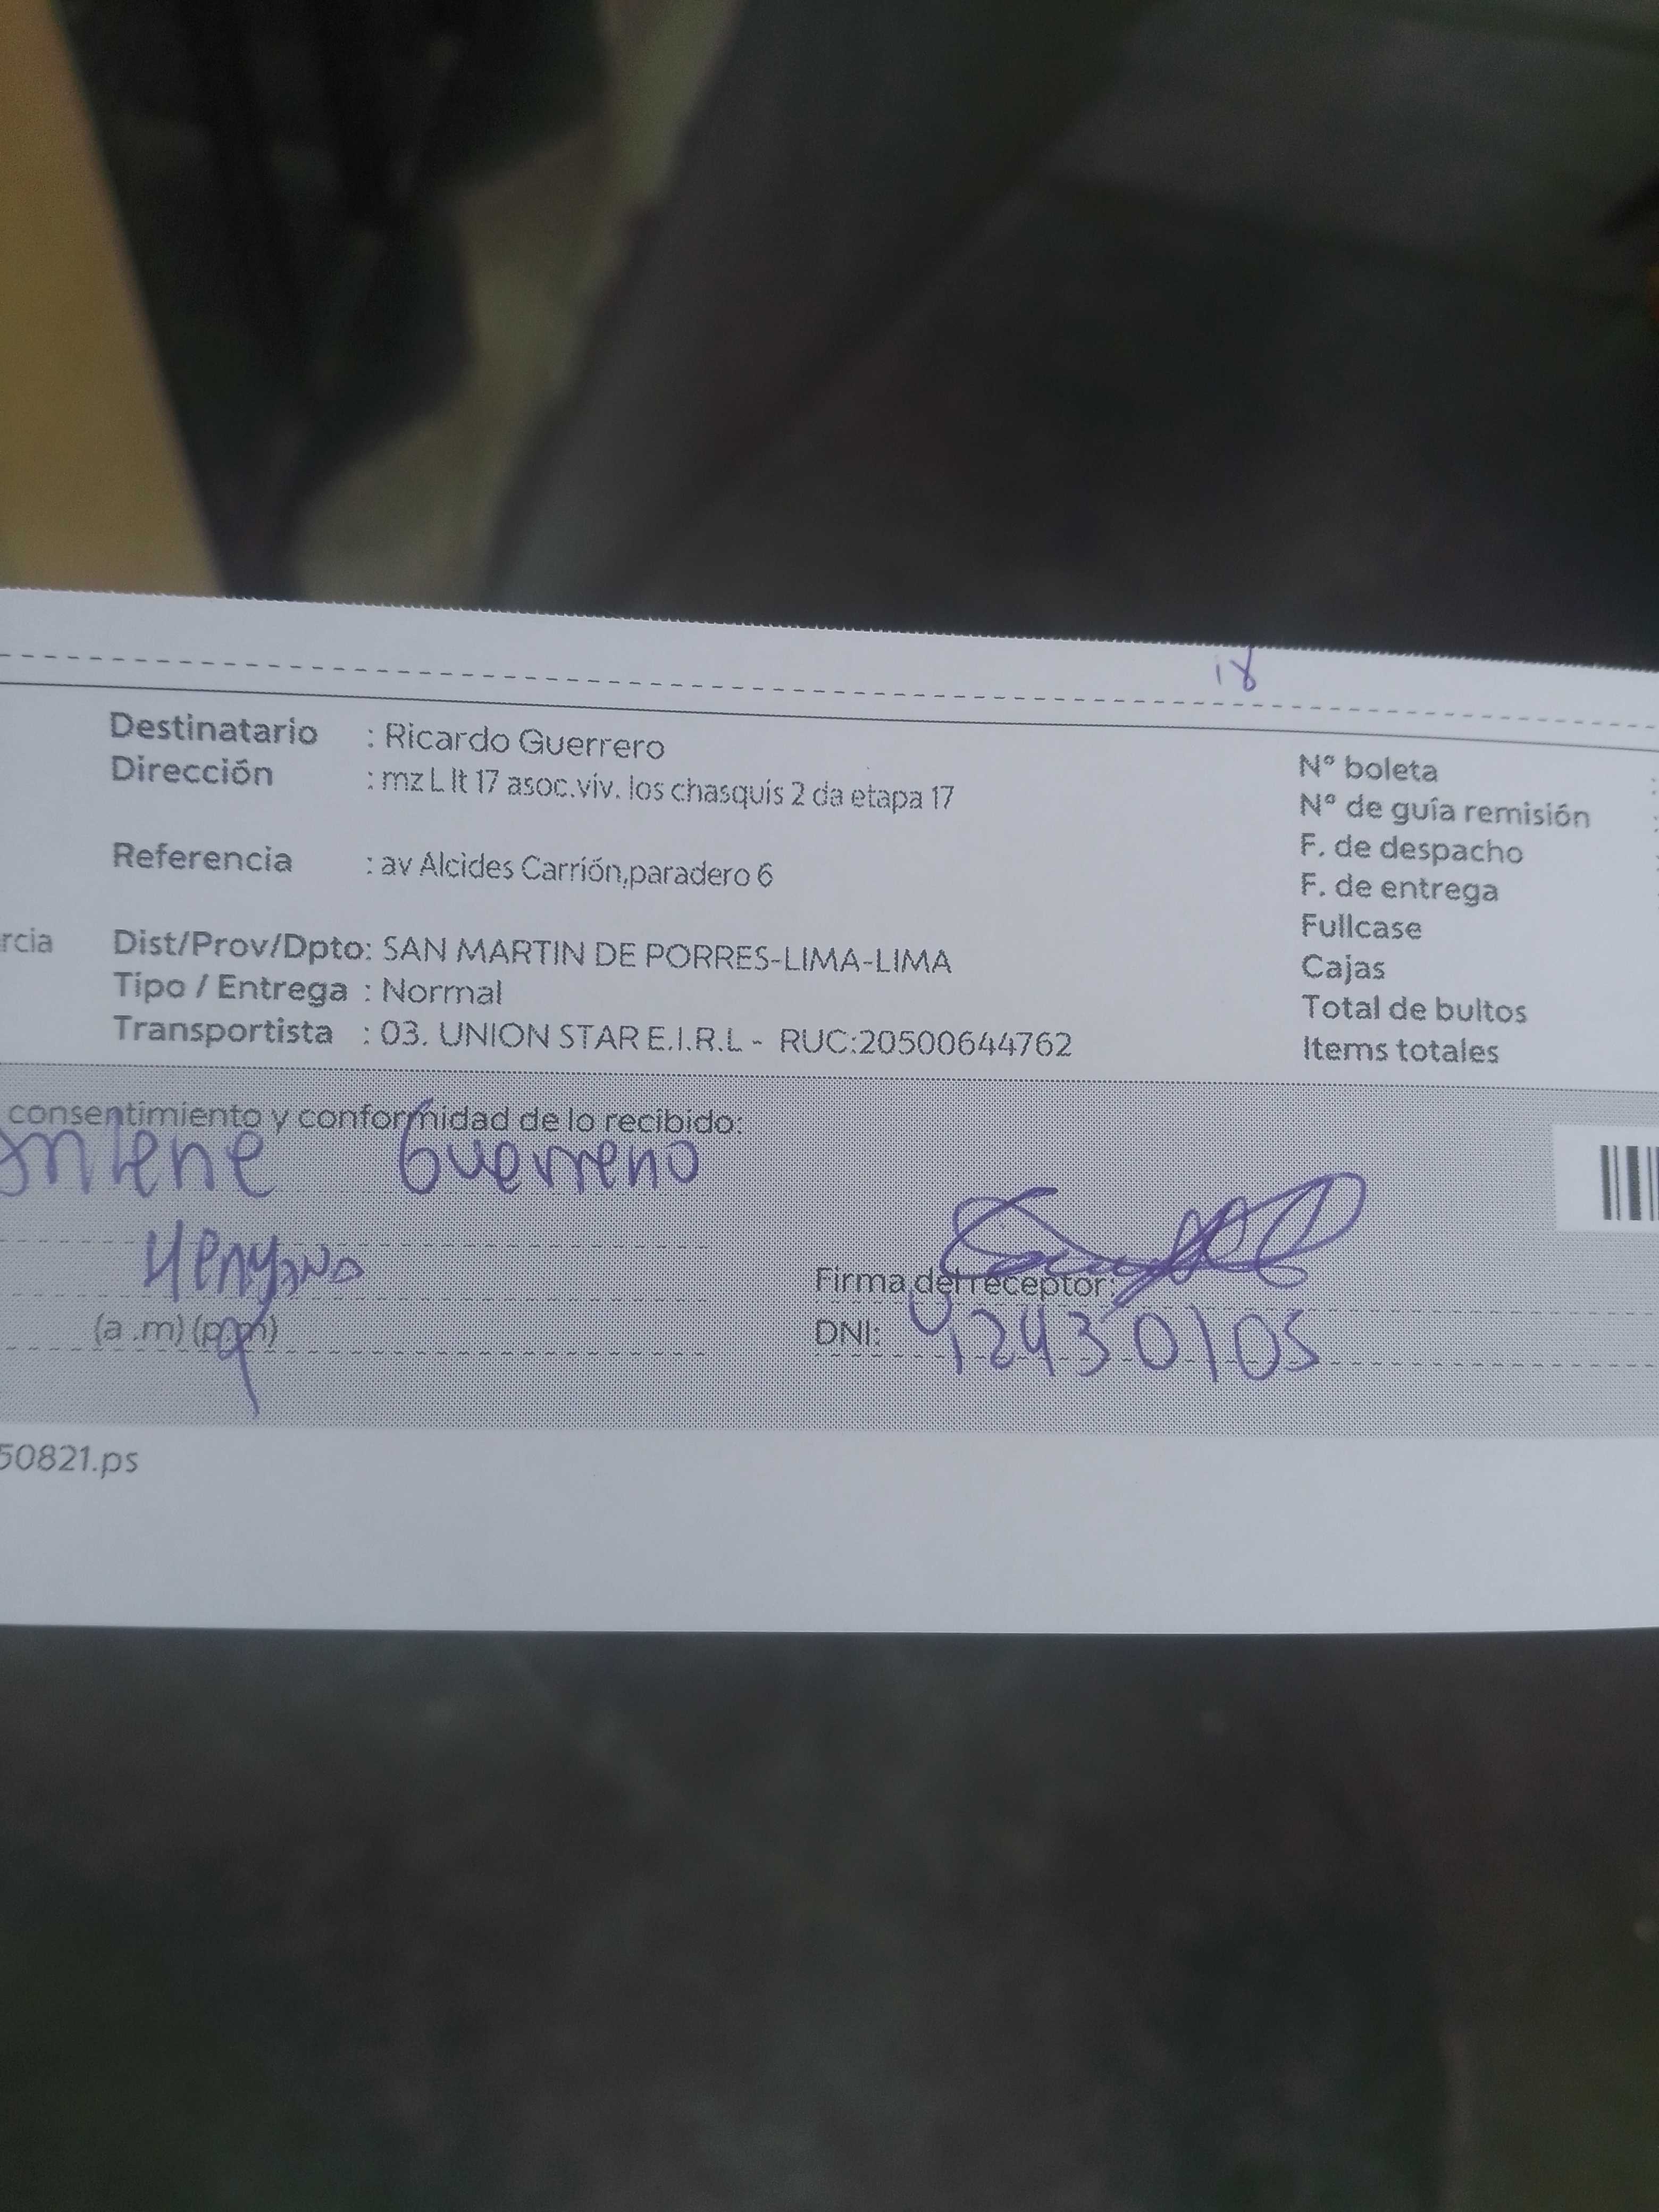 18
Destinatario : Ricardo Guerrero
Dirección : mz L lt 17 asoc.viv. los chasquis 2 da etapa 17
Referencia : av Alcides Carrión,paradero 6
rcia Dist/Prov/Dpto: SAN MARTIN DE PORRES-LIMA-LIMA
Tipo / Entrega : Normal
Transportista : 03. UNION STAR E.I.R.L - RUC:20500644762
N° boleta
N° de guía remisión
F. de despacho
F. de entrega
Fullcase
Cajas
Total de bultos
Items totales
consentimiento y conformidad de lo recibido:
Guerrero
Hermano
(a .m) (p.m)
Firma del receptor:
DNI:
50821.ps